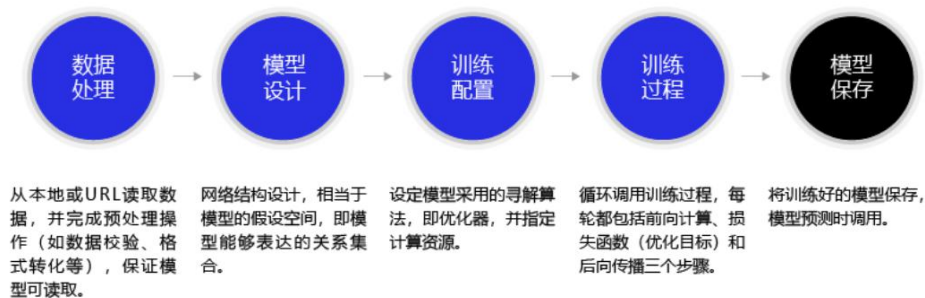 数据
处理
模型
设计
训练
配置
训练
过程
模型
保存
从本地或URL读取数
据，并完成预处理操
作（如数据校验、格
式转化等），保证模
型可读取。
网络结构设计，相当于
模型的假设空间，即模
型能够表达的关系集
合。
设定模型采用的寻解算
法，即优化器，并指定
计算资源。
循环调用训练过程，每
轮都包括前向计算、损
失函数（优化目标）和
后向传播三个步骤。
将训练好的模型保存，
模型预测时调用。